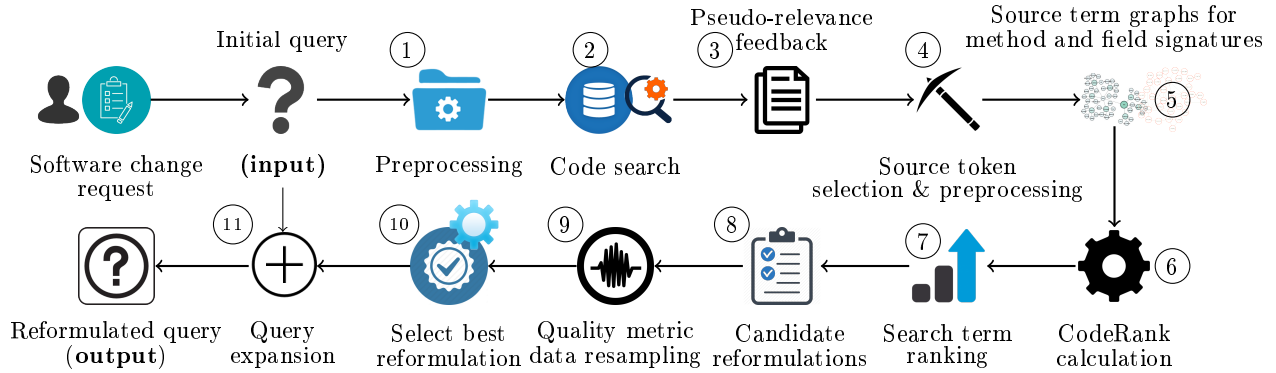 Initial query
1
2
Pseudo-relevance
feedback
3
4
Source term graphs for
method and field signatures
5
Software change
request
(input)
Preprocessing
Code search
Source token
selection & preprocessing
11
10
9
8
7
6
Reformulated query
(output)
Query
expansion
Select best
reformulation
Quality metric
data resampling
Candidate
reformulations
Search term
ranking
CodeRank
calculation